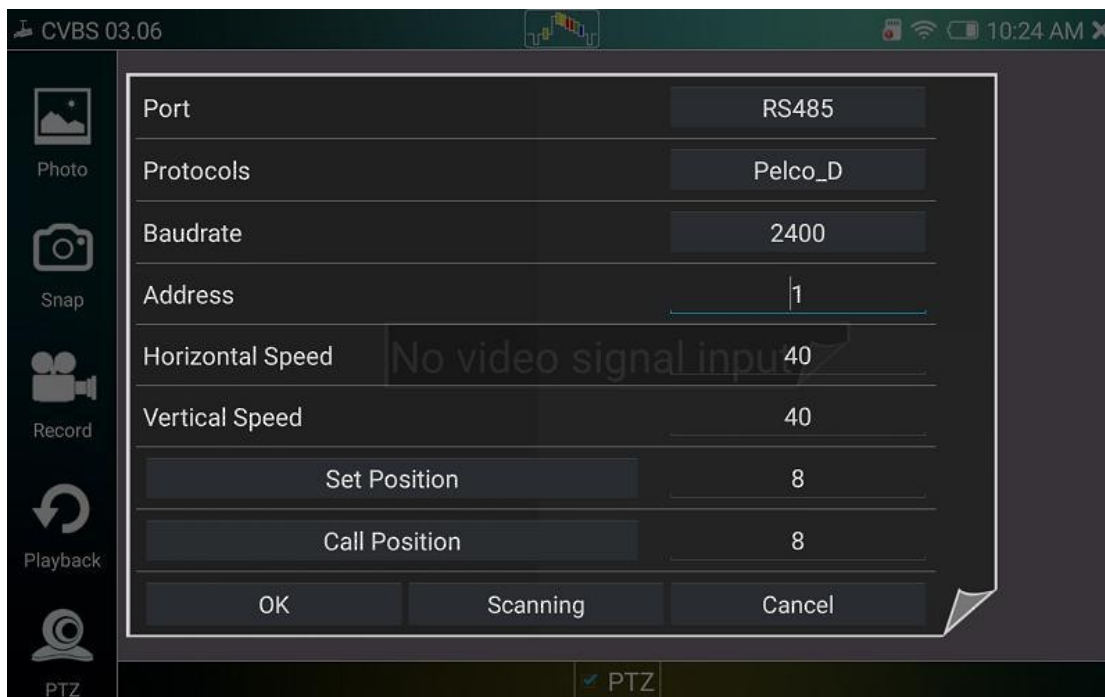 CVBS 03.06
10:24 AM
Photo
Snap
Record
Playback
PTZ
Port RS485
Protocols Pelco_D
Baudrate 2400
Address 1
No video signal input
Horizontal Speed 40
Vertical Speed 40
Set Position 8
Call Position 8
OK Scanning Cancel
PTZ